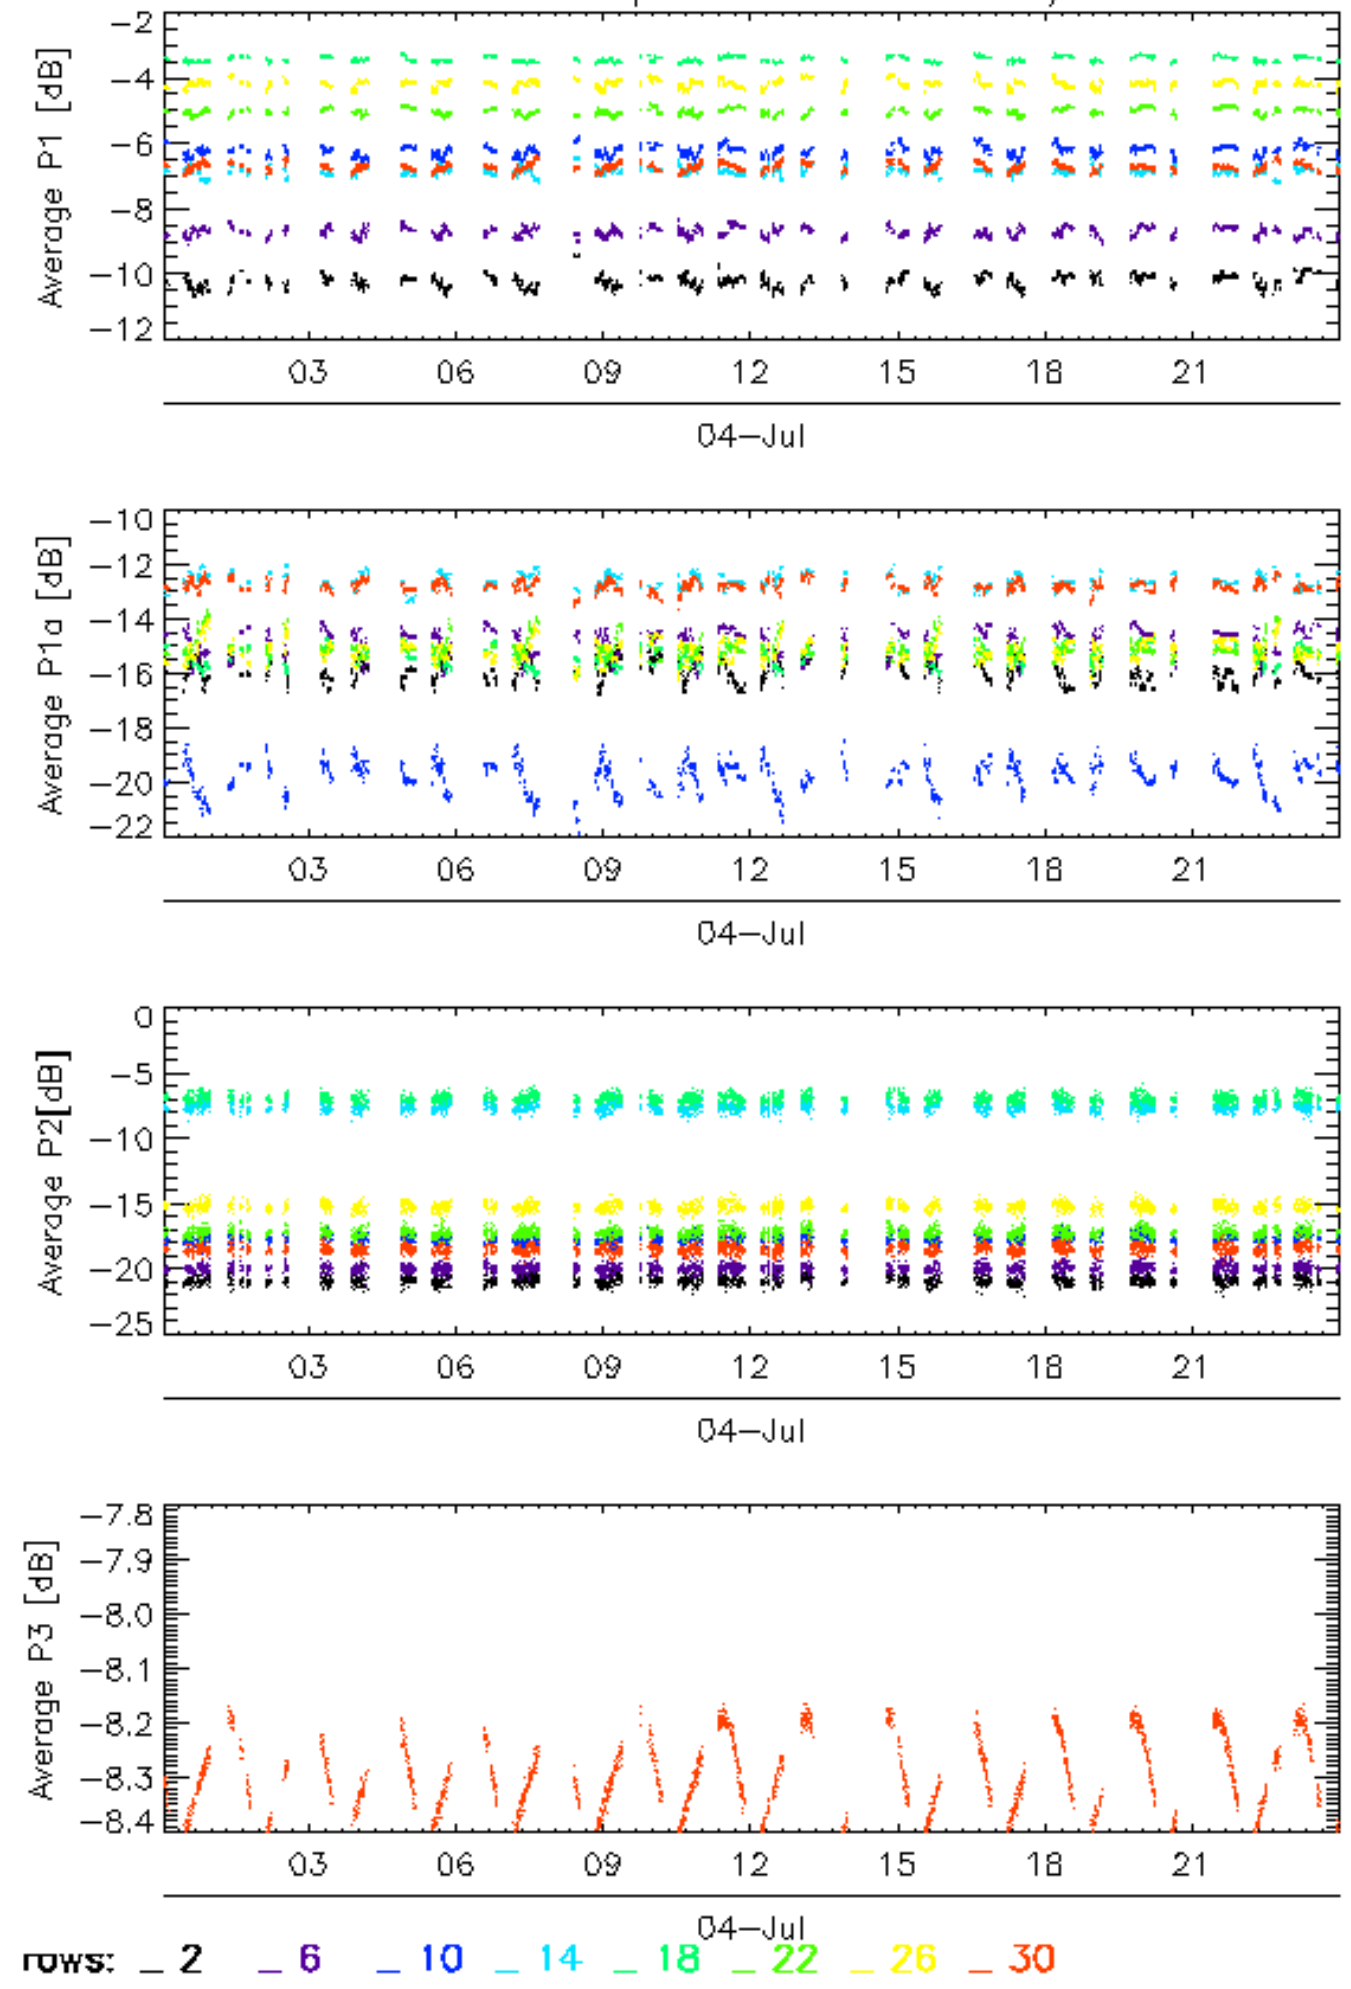 Average P1 [dB]
-2
-4
-6
-8
-10
-12
03 06 09 12 15 18 21
04-Jul
Average P1a [dB]
-10
-12
-14
-16
-18
-20
-22
03 06 09 12 15 18 21
04-Jul
Average P2[dB]
0
-5
-10
-15
-20
-25
03 06 09 12 15 18 21
04-Jul
Average P3 [dB]
-7.8
-7.9
-8.0
-8.1
-8.2
-8.3
-8.4
03 06 09 12 15 18 21
04-Jul
rows: _ 2 _ 6 _ 10 _ 14 _ 18 _ 22 _ 26 _ 30